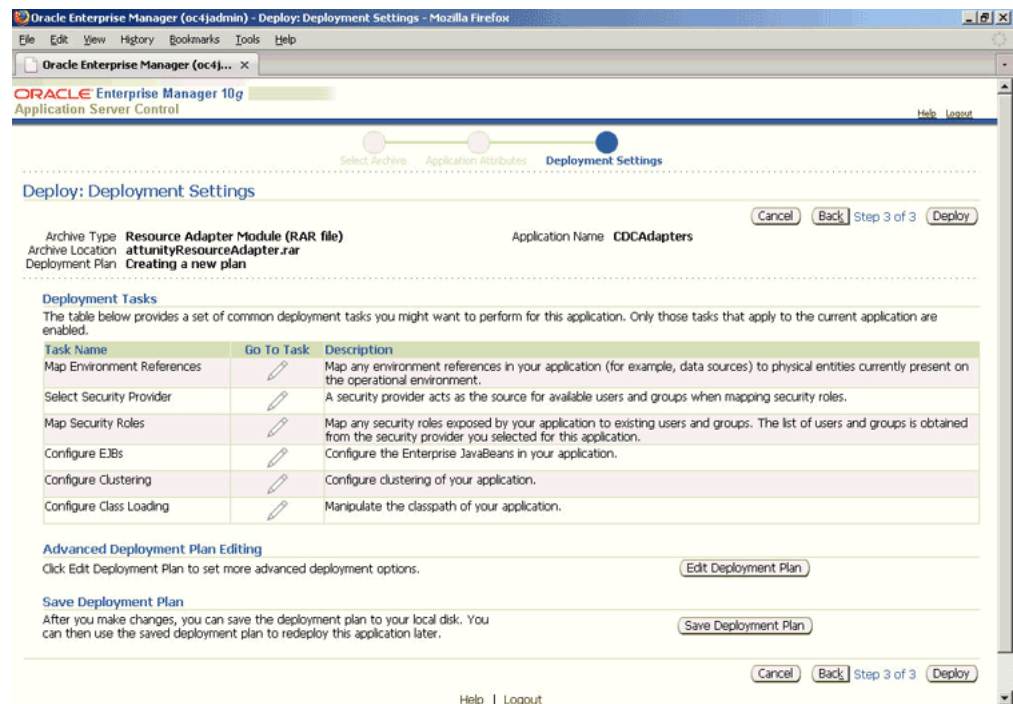 Oracle Enterprise Manager (oc4jadmin) - Deploy: Deployment Settings - Mozilla Firefox
File Edit View History Bookmarks Tools Help
Oracle Enterprise Manager (oc4j... ×
ORACLE Enterprise Manager 10g
Application Server Control
Help Logout
Select Archive Application Attributes Deployment Settings
Deploy: Deployment Settings
Cancel Back Step 3 of 3 Deploy
Archive Type Resource Adapter Module (RAR file) Application Name CDCAdapters
Archive Location attunityResourceAdapter.rar
Deployment Plan Creating a new plan
Deployment Tasks
The table below provides a set of common deployment tasks you might want to perform for this application. Only those tasks that apply to the current application are
enabled.
Task Name Go To Task Description
Map Environment References Map any environment references in your application (for example, data sources) to physical entities currently present on
the operational environment.
Select Security Provider A security provider acts as the source for available users and groups when mapping security roles.
Map Security Roles Map any security roles exposed by your application to existing users and groups. The list of users and groups is obtained
from the security provider you selected for this application.
Configure EJBs Configure the Enterprise JavaBeans in your application.
Configure Clustering Configure clustering of your application.
Configure Class Loading Manipulate the classpath of your application.
Advanced Deployment Plan Editing
Click Edit Deployment Plan to set more advanced deployment options. Edit Deployment Plan
Save Deployment Plan
After you make changes, you can save the deployment plan to your local disk. You
can then use the saved deployment plan to redeploy this application later. Save Deployment Plan
Cancel Back Step 3 of 3 Deploy
Help | Logout